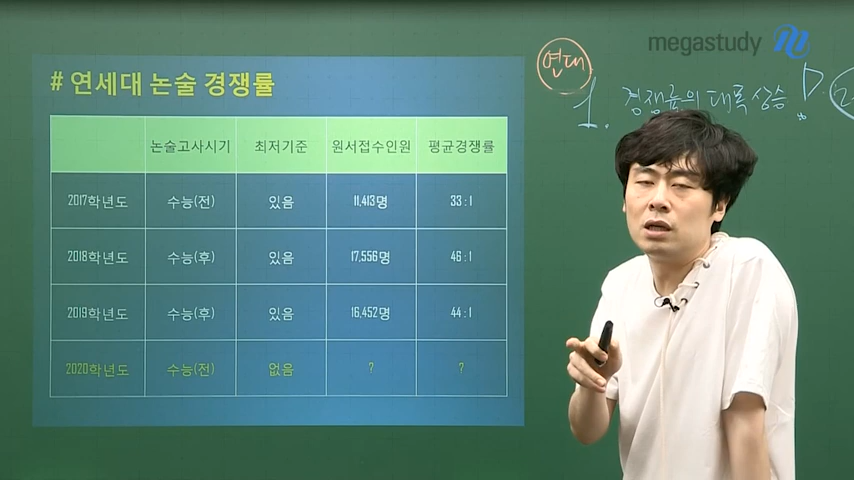 megastudy
# 연세대 논술 경쟁률
논술고사시기 최저기준 원서접수인원 평균경쟁률
2017학년도 수능(전) 있음 11,413명 33 : 1
2018학년도 수능(후) 있음 17,556명 46 : 1
2019학년도 수능(후) 있음 16,452명 44 : 1
2020학년도 수능(전) 없음 ? ?
연대
1. 경쟁률의 대폭 상승!